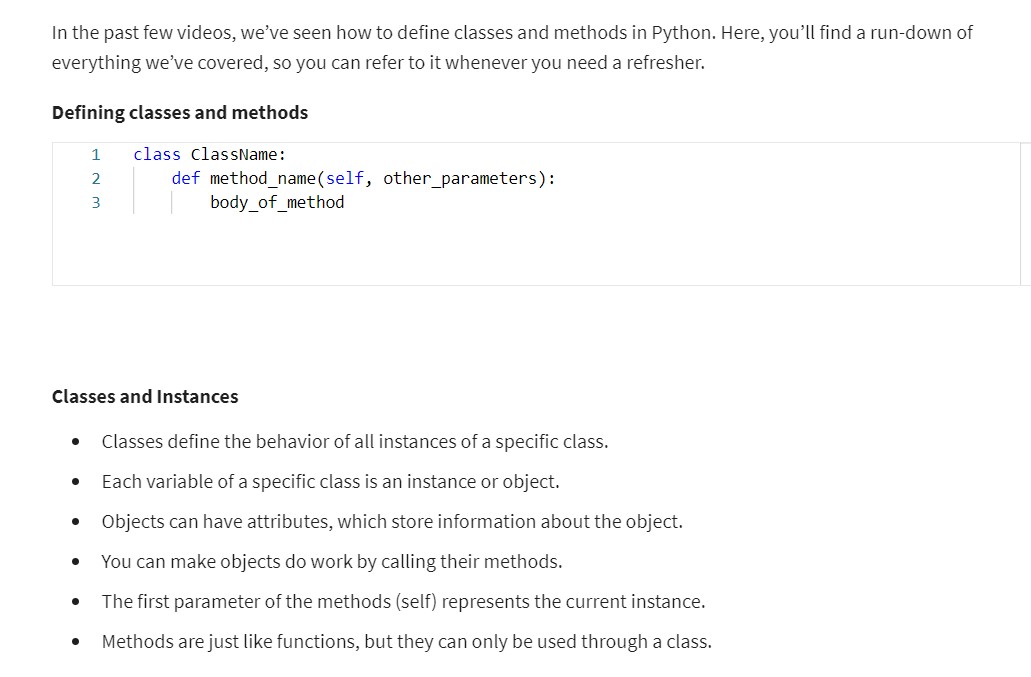 In the past few videos, we’ve seen how to define classes and methods in Python. Here, you’ll find a run-down of
everything we’ve covered, so you can refer to it whenever you need a refresher.
Defining classes and methods
1 class ClassName:
2     def method_name(self, other_parameters):
3         body_of_method
Classes and Instances
• Classes define the behavior of all instances of a specific class.
• Each variable of a specific class is an instance or object.
• Objects can have attributes, which store information about the object.
• You can make objects do work by calling their methods.
• The first parameter of the methods (self) represents the current instance.
• Methods are just like functions, but they can only be used through a class.